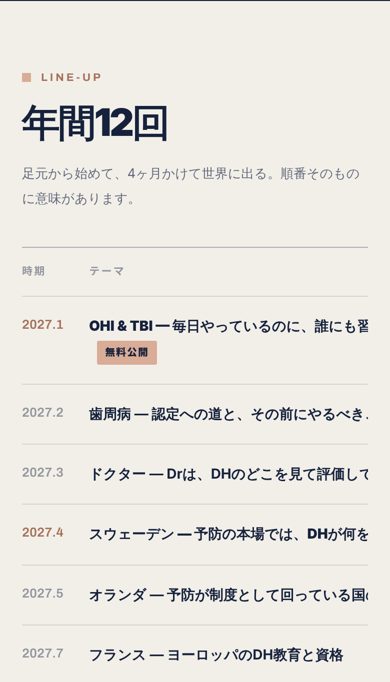 LINE-UP
年間12回
足元から始めて、4ヶ月かけて世界に出る。順番そのもの
に意味があります。
時期 テーマ
2027.1 OHI & TBI — 毎日やっているのに、誰にも習
無料公開
2027.2 歯周病 — 認定への道と、その前にやるべき
2027.3 ドクター — Drは、DHのどこを見て評価して
2027.4 スウェーデン — 予防の本場では、DHが何を
2027.5 オランダ — 予防が制度として回っている国
2027.7 フランス — ヨーロッパのDH教育と資格